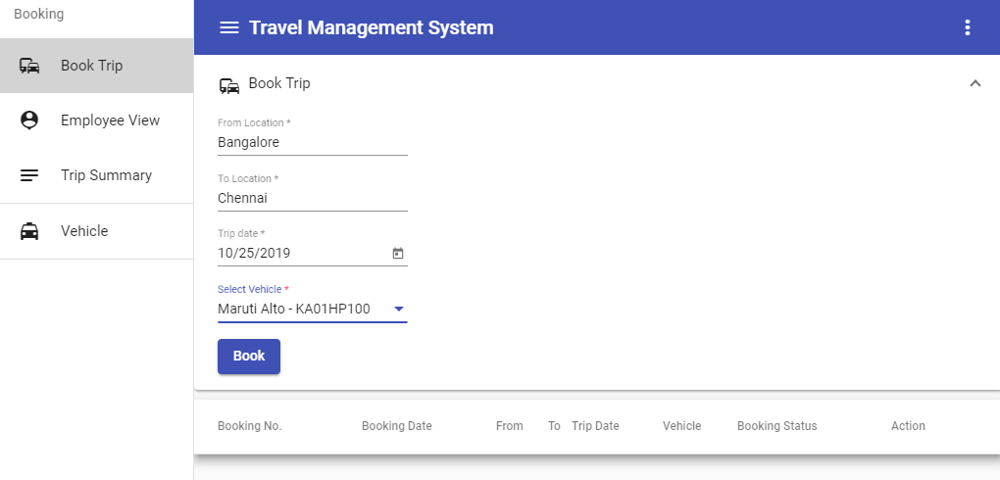 Booking
Book Trip
Employee View
Trip Summary
Vehicle
Travel Management System
Book Trip
From Location *
Bangalore
To Location *
Chennai
Trip date *
10/25/2019
Select Vehicle *
Maruti Alto - KA01HP100
Book
Booking No. Booking Date From To Trip Date Vehicle Booking Status Action